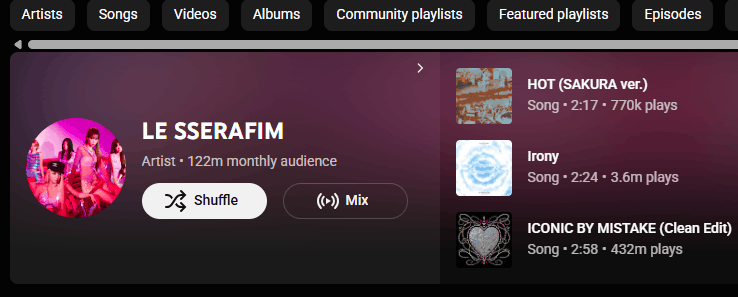 Artists Songs Videos Albums Community playlists Featured playlists Episodes
LE SSERAFIM
Artist • 122m monthly audience
Shuffle Mix
HOT (SAKURA ver.)
Song • 2:17 • 770k plays
Irony
Song • 2:24 • 3.6m plays
ICONIC BY MISTAKE (Clean Edit)
Song • 2:58 • 432m plays